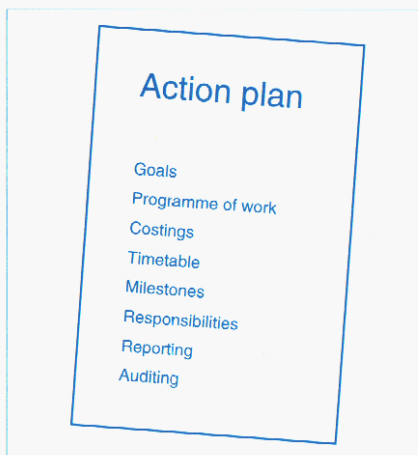 Action plan
Goals
Programme of work
Costings
Timetable
Milestones
Responsibilities
Reporting
Auditing